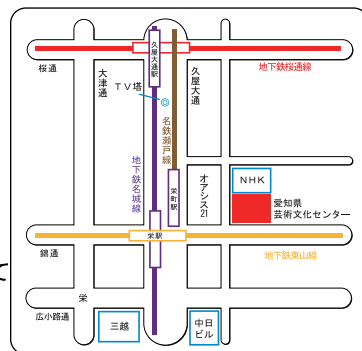 久屋大通駅
桜通
地下鉄桜通線
大津通
TV塔
久屋大通
名鉄瀬戸線
地下鉄名城線
栄町駅
オアシス21
NHK
愛知県
芸術文化センター
栄駅
錦通
地下鉄東山線
て
栄
広小路通
三越
中日
ビル